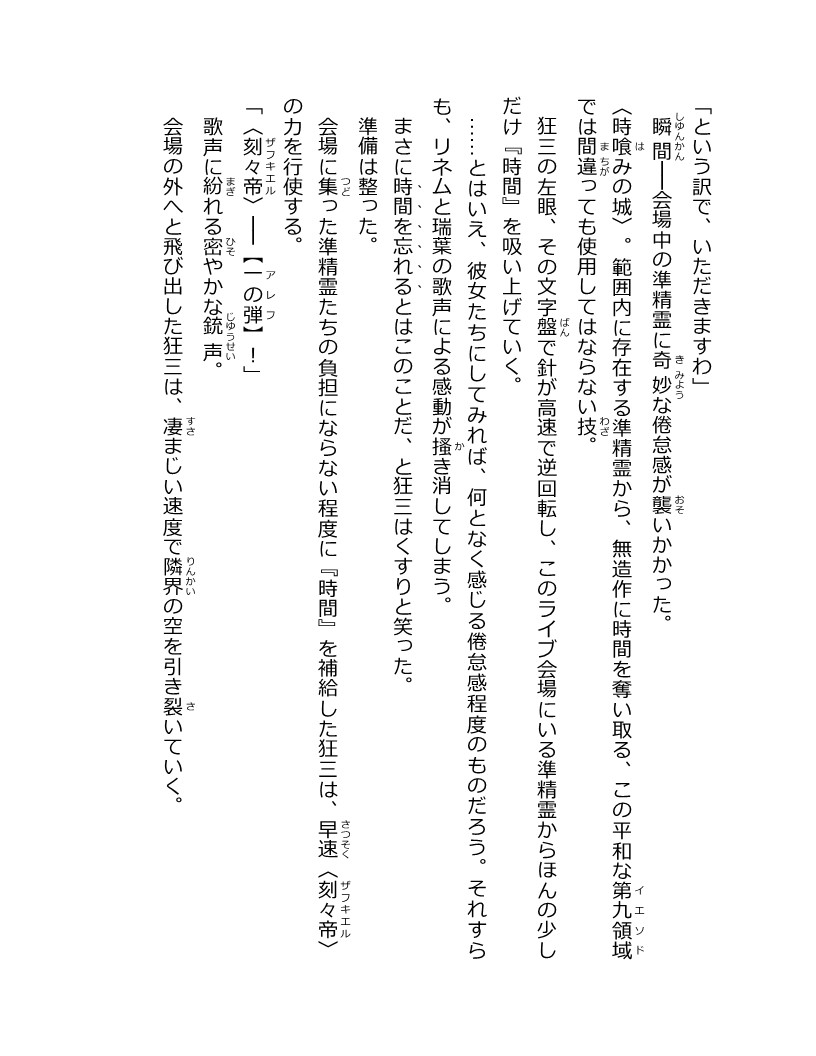 「という訳で、いただきますわ」
瞬間──会場中の準精霊に奇妙な倦怠感が襲いかかった。
〈時喰みの城〉。範囲内に存在する準精霊から、無造作に時間を奪い取る、この平和な第九領域
では間違っても使用してはならない技。
狂三の左眼、その文字盤で針が高速で逆回転し、このライブ会場にいる準精霊からほんの少し
だけ『時間』を吸い上げていく。
……とはいえ、彼女たちにしてみれば、何となく感じる倦怠感程度のものだろう。それすら
も、リネムと瑞葉の歌声による感動が掻き消してしまう。
まさに時間を忘れるとはこのことだ、と狂三はくすりと笑った。
準備は整った。
会場に集った準精霊たちの負担にならない程度に『時間』を補給した狂三は、早速〈刻々帝〉
の力を行使する。
「〈刻々帝〉──【一の弾】！」
歌声に紛れる密やかな銃声。
会場の外へと飛び出した狂三は、凄まじい速度で隣界の空を引き裂いていく。